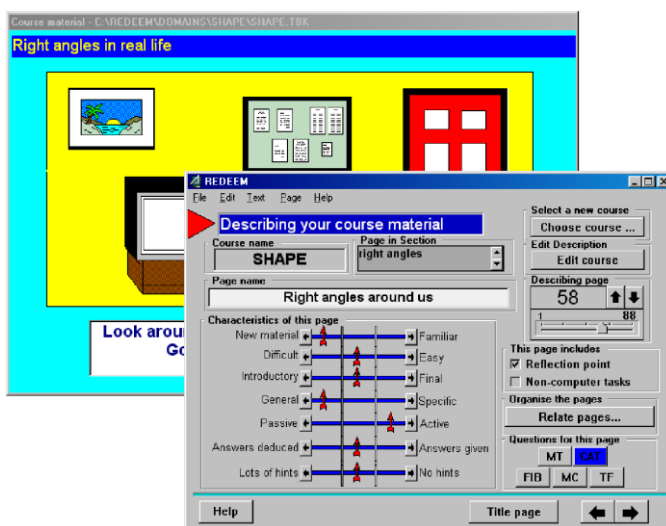 Course material - C:\REDEEM\DOMAINS\SHAPE\SHAPE.TBK
Right angles in real life
Look arou
Go
REDEEM
File Edit Text Page Help
Describing your course material
Course name
SHAPE
Page in Section
right angles
Page name
Right angles around us
Characteristics of this page
New material Familiar
Difficult Easy
Introductory Final
General Specific
Passive Active
Answers deduced Answers given
Lots of hints No hints
Select a new course
Choose course ...
Edit Description
Edit course
Describing page
58
1 88
This page includes
Reflection point
Non-computer tasks
Organise the pages
Relate pages...
Questions for this page
MT CAT
FIB MC TF
Help
Title page